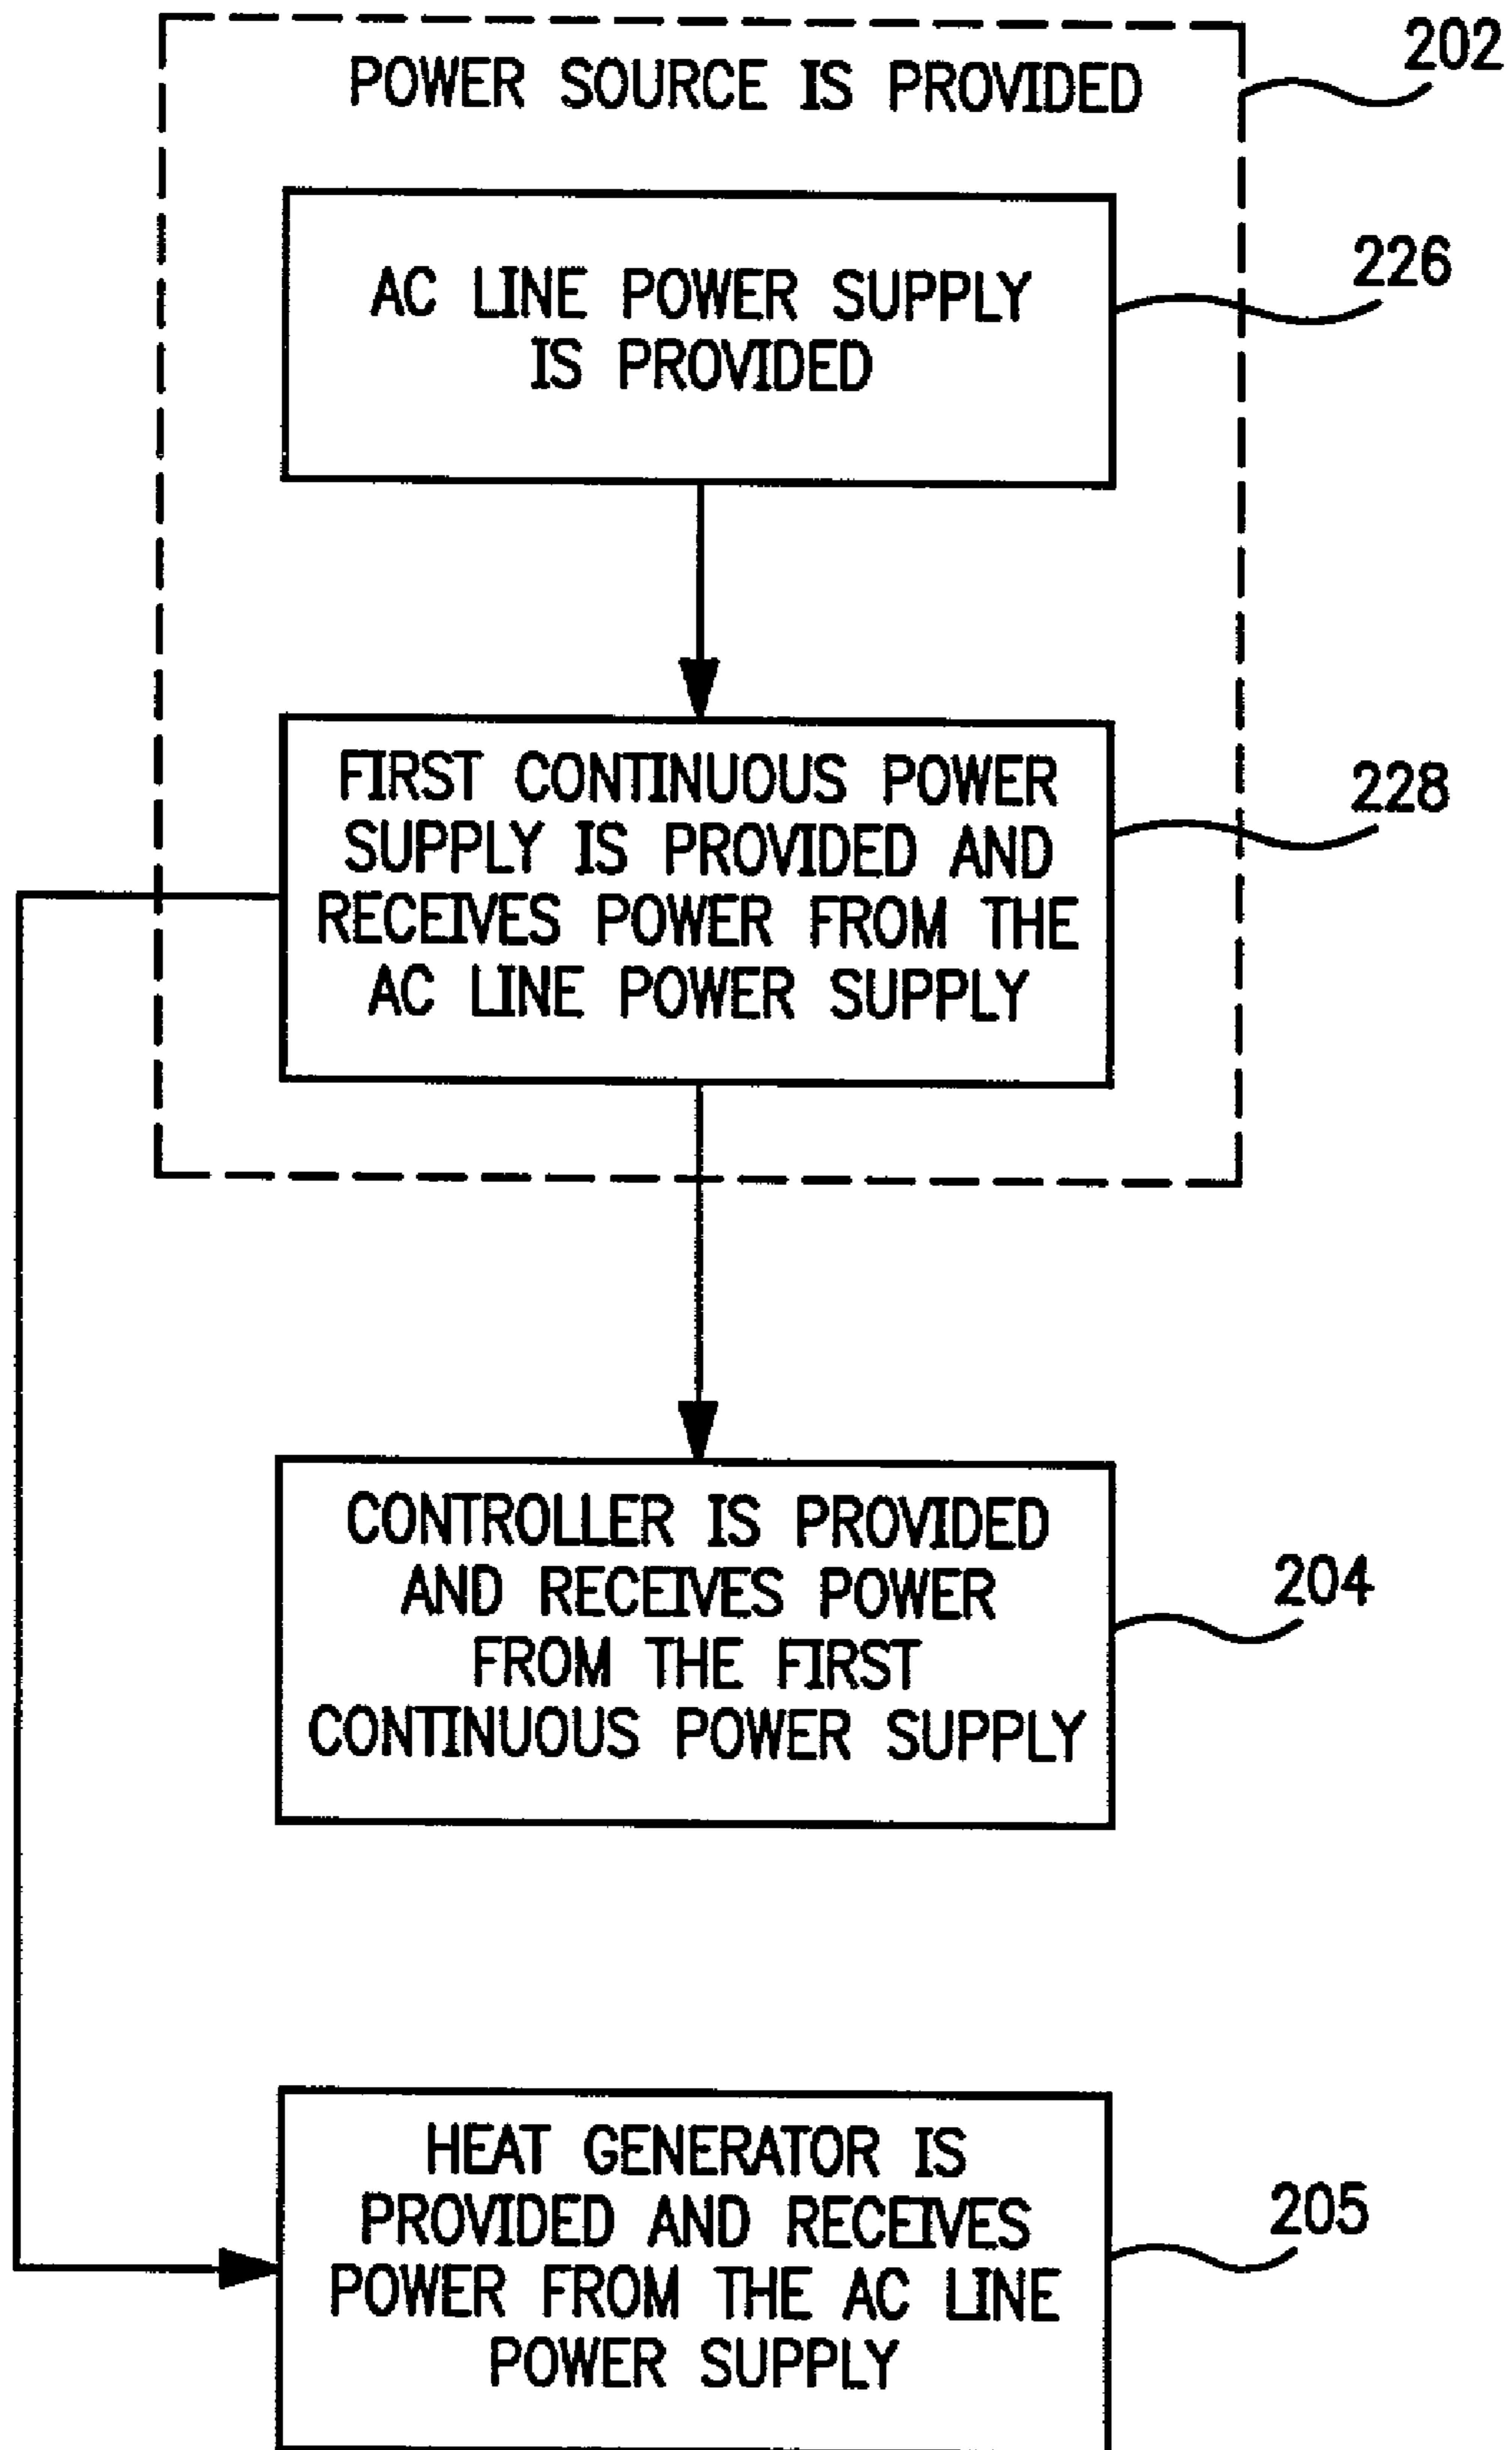 202
POWER SOURCE IS PROVIDED
226
AC LINE POWER SUPPLY
IS PROVIDED
228
FIRST CONTINUOUS POWER
SUPPLY IS PROVIDED AND
RECEIVES POWER FROM THE
AC LINE POWER SUPPLY
204
CONTROLLER IS PROVIDED
AND RECEIVES POWER
FROM THE FIRST
CONTINUOUS POWER SUPPLY
205
HEAT GENERATOR IS
PROVIDED AND RECEIVES
POWER FROM THE AC LINE
POWER SUPPLY